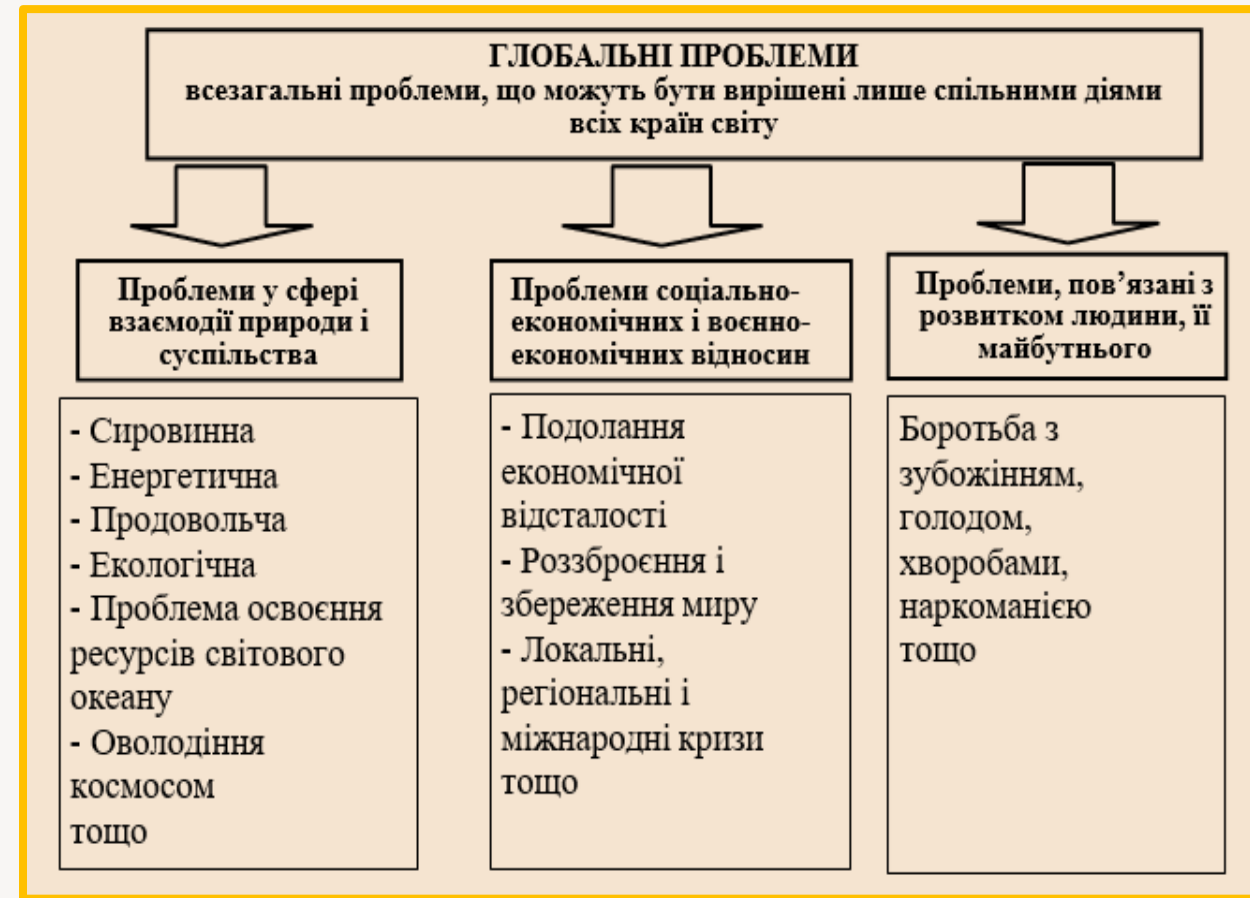 ГЛОБАЛЬНІ ПРОБЛЕМИ
всезагальні проблеми, що можуть бути вирішені лише спільними діями
всіх країн світу
Проблеми у сфері
взаємодії природи і
суспільства
- Сировинна
- Енергетична
- Продовольча
- Екологічна
- Проблема освоєння
ресурсів світового
океану
- Оволодіння
космосом
тощо
Проблеми соціально-
економічних і воєнно-
економічних відносин
- Подолання
економічної
відсталості
- Роззброєння і
збереження миру
- Локальні,
регіональні і
міжнародні кризи
тощо
Проблеми, пов’язані з
розвитком людини, її
майбутнього
Боротьба з
зубожінням,
голодом,
хворобами,
наркоманією
тощо